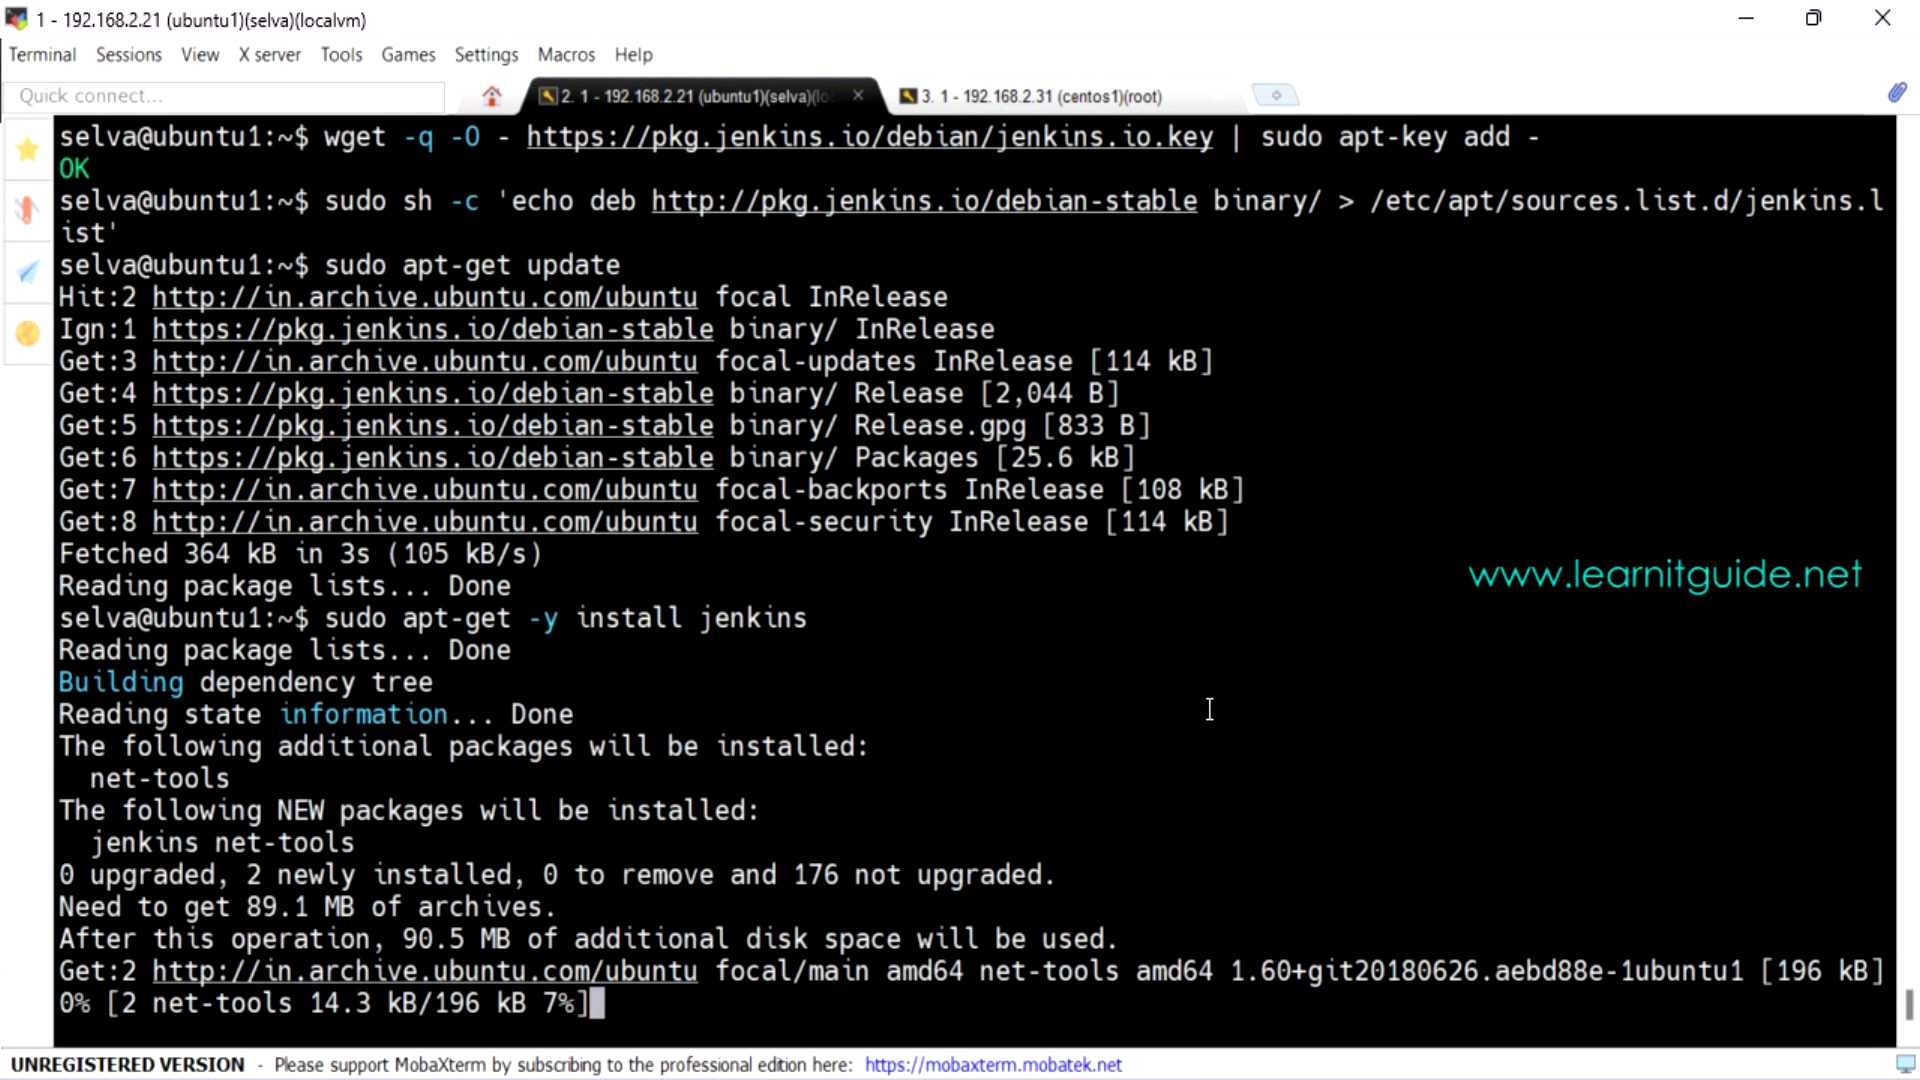 1 - 192.168.2.21 (ubuntu1)(selva)(localvm)
Terminal Sessions View X server Tools Games Settings Macros Help
Quick connect...
2. 1 - 192.168.2.21 (ubuntu1)(selva)(loc
3. 1 - 192.168.2.31 (centos1)(root)
selva@ubuntu1:~$ wget -q -O - https://pkg.jenkins.io/debian/jenkins.io.key | sudo apt-key add -
OK
selva@ubuntu1:~$ sudo sh -c 'echo deb http://pkg.jenkins.io/debian-stable binary/ > /etc/apt/sources.list.d/jenkins.l
ist'
selva@ubuntu1:~$ sudo apt-get update
Hit:2 http://in.archive.ubuntu.com/ubuntu focal InRelease
Ign:1 https://pkg.jenkins.io/debian-stable binary/ InRelease
Get:3 http://in.archive.ubuntu.com/ubuntu focal-updates InRelease [114 kB]
Get:4 https://pkg.jenkins.io/debian-stable binary/ Release [2,044 B]
Get:5 https://pkg.jenkins.io/debian-stable binary/ Release.gpg [833 B]
Get:6 https://pkg.jenkins.io/debian-stable binary/ Packages [25.6 kB]
Get:7 http://in.archive.ubuntu.com/ubuntu focal-backports InRelease [108 kB]
Get:8 http://in.archive.ubuntu.com/ubuntu focal-security InRelease [114 kB]
Fetched 364 kB in 3s (105 kB/s)
www.learnitguide.net
Reading package lists... Done
selva@ubuntu1:~$ sudo apt-get -y install jenkins
Reading package lists... Done
Building dependency tree
Reading state information... Done
The following additional packages will be installed:
net-tools
The following NEW packages will be installed:
jenkins net-tools
0 upgraded, 2 newly installed, 0 to remove and 176 not upgraded.
Need to get 89.1 MB of archives.
After this operation, 90.5 MB of additional disk space will be used.
Get:2 http://in.archive.ubuntu.com/ubuntu focal/main amd64 net-tools amd64 1.60+git20180626.aebd88e-1ubuntu1 [196 kB]
0% [2 net-tools 14.3 kB/196 kB 7%]
UNREGISTERED VERSION - Please support MobaXterm by subscribing to the professional edition here: https://mobaxterm.mobatek.net